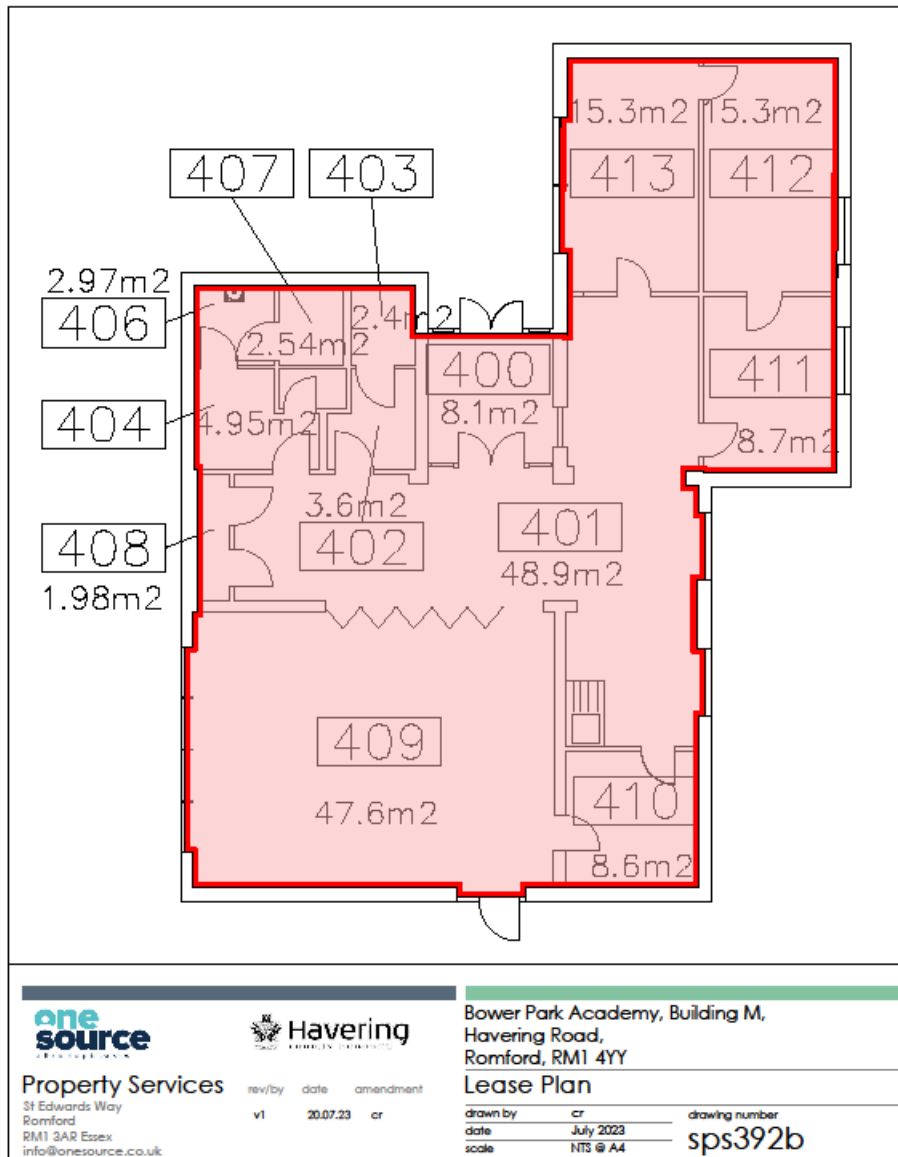 15.3m2 15.3m2
413 412
407 403
2.97m2
406
2.54m2
2.4m2
400
411
404
4.95m2
8.1m2
8.7m2
3.6m2
408
402
401
1.98m2
48.9m2
409
47.6m2
410
8.6m2
one
source
Havering
Property Services
St Edwards Way
Romford
RM1 3AR Essex
info@onesource.co.uk
rev/by date amendment
v1 20.07.23 cr
Bower Park Academy, Building M,
Havering Road,
Romford, RM1 4YY
Lease Plan
drawn by cr
date July 2023
scale NTS @ A4
drawing number
sps392b